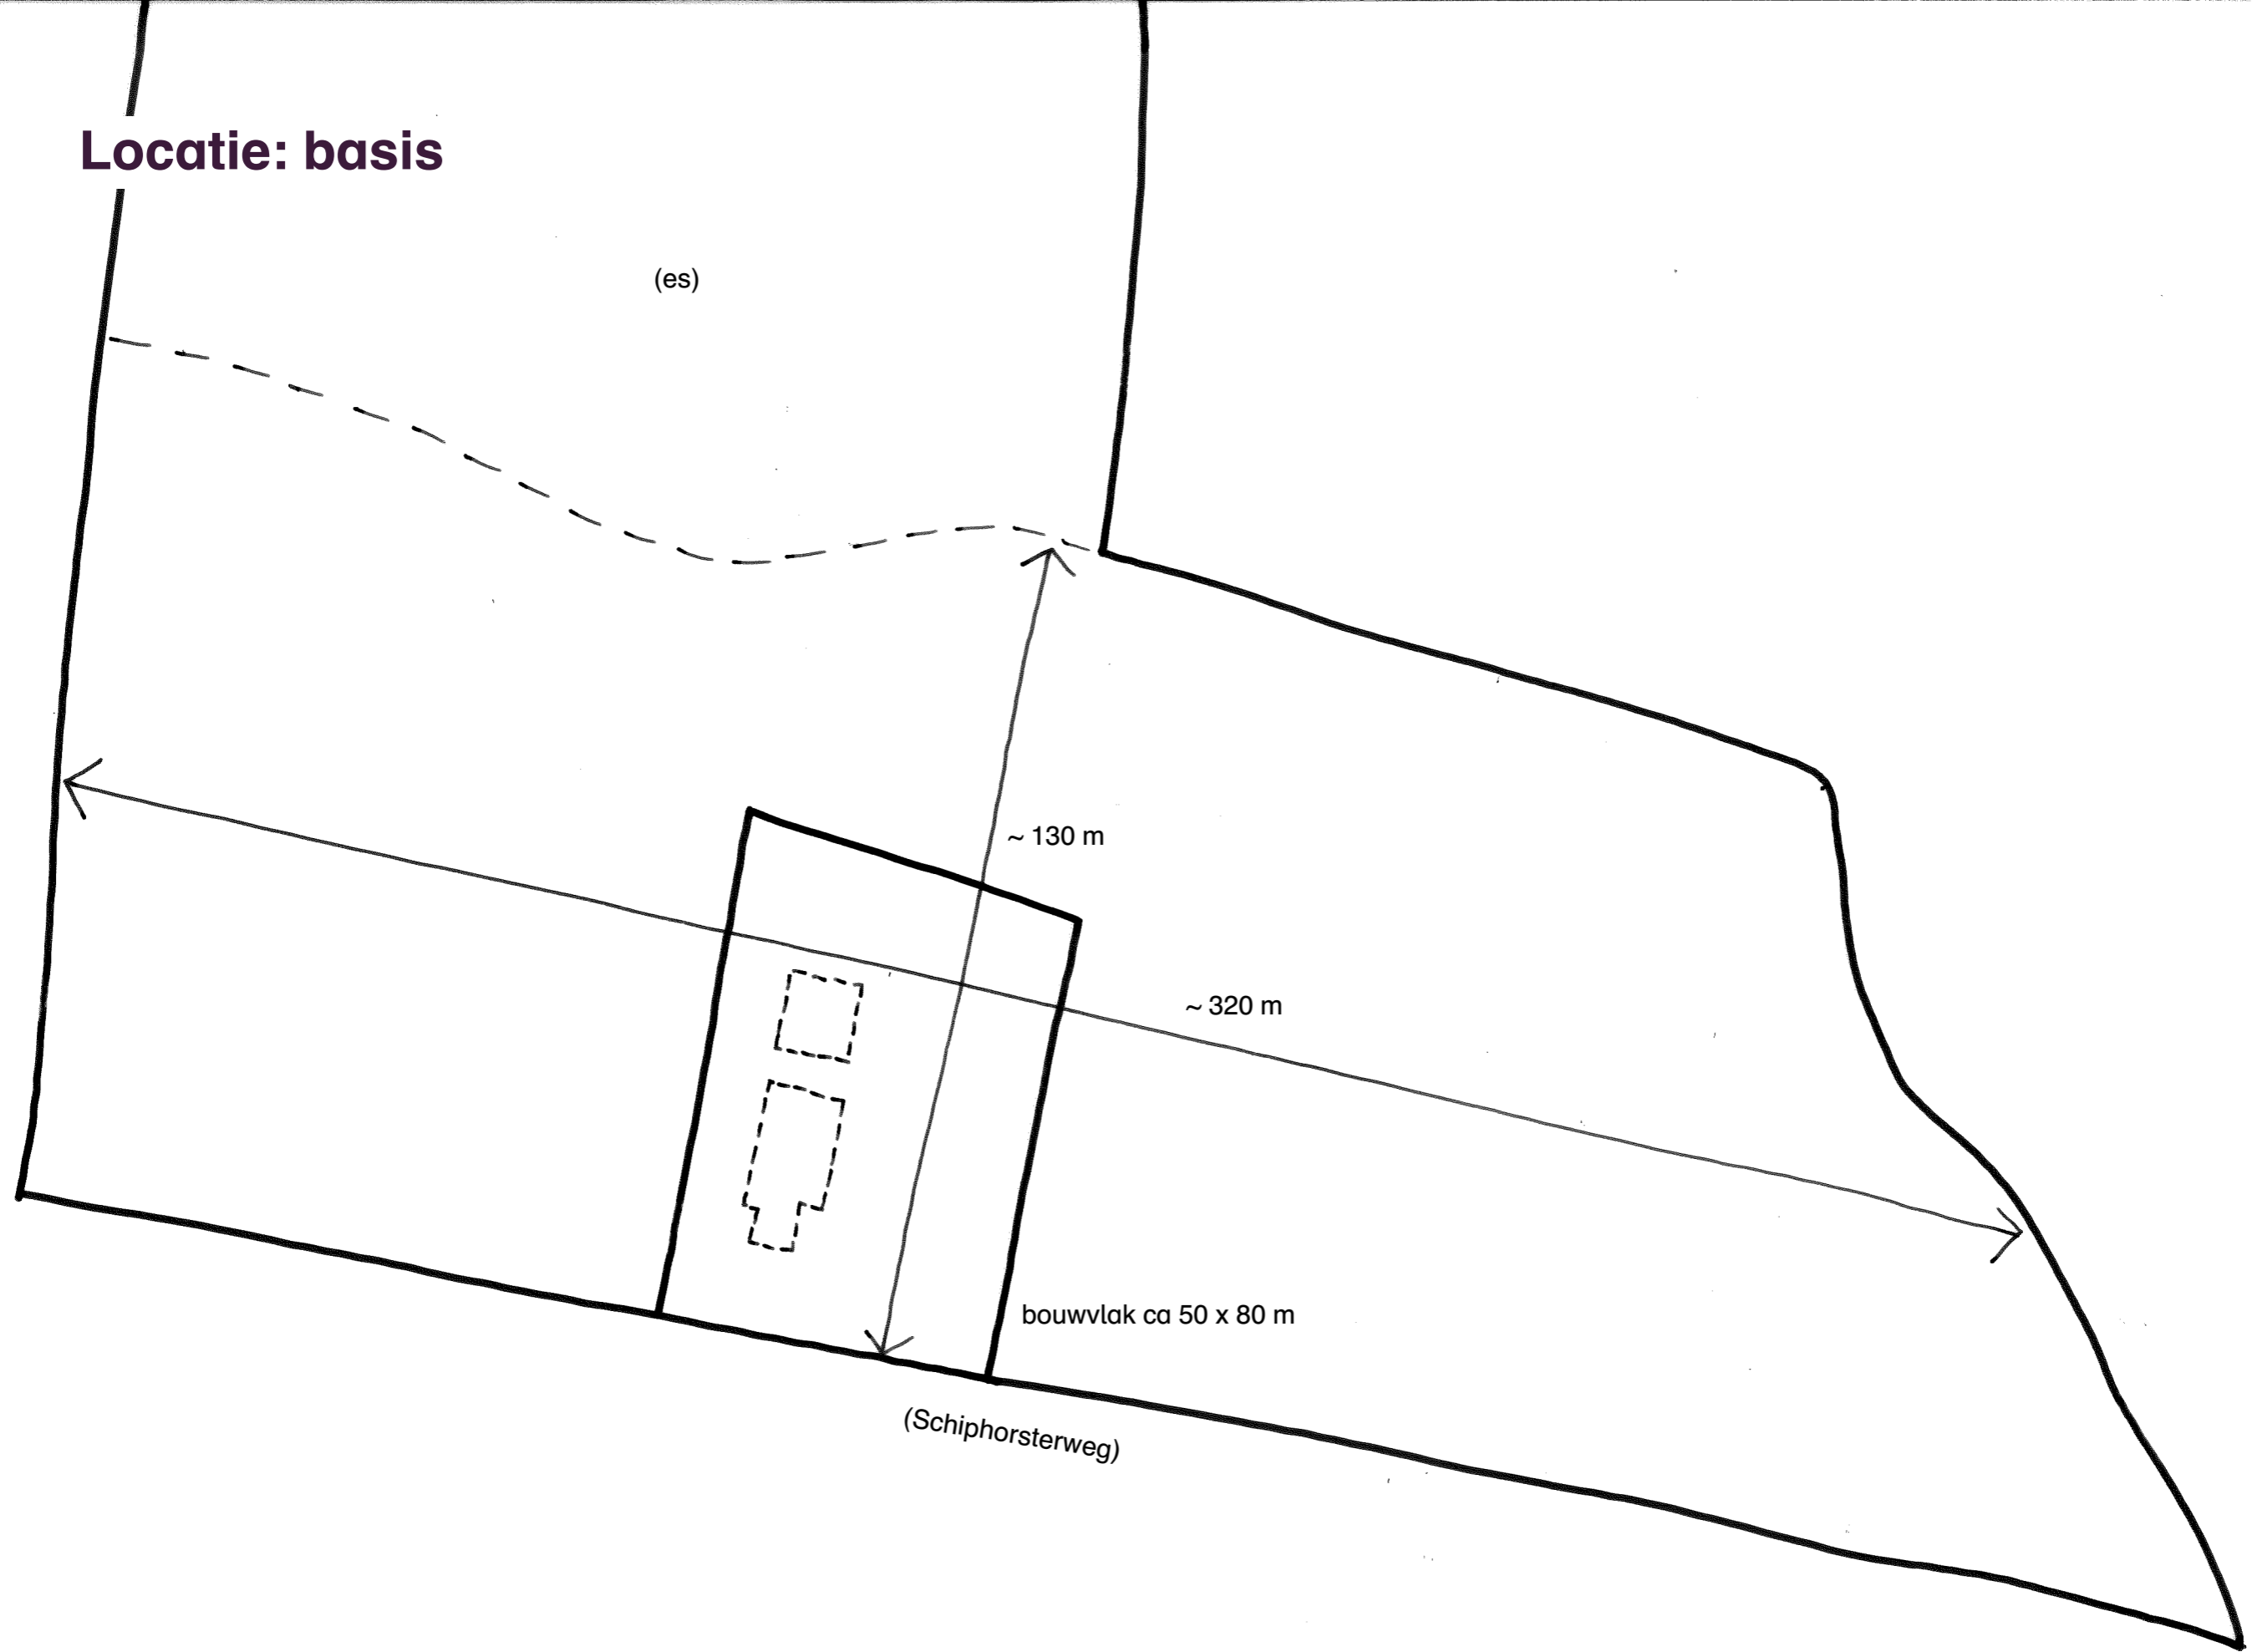 Locatie: basis
(es)
~ 130 m
~ 320 m
bouwvlak ca 50 x 80 m
(Schiphorsterweg)